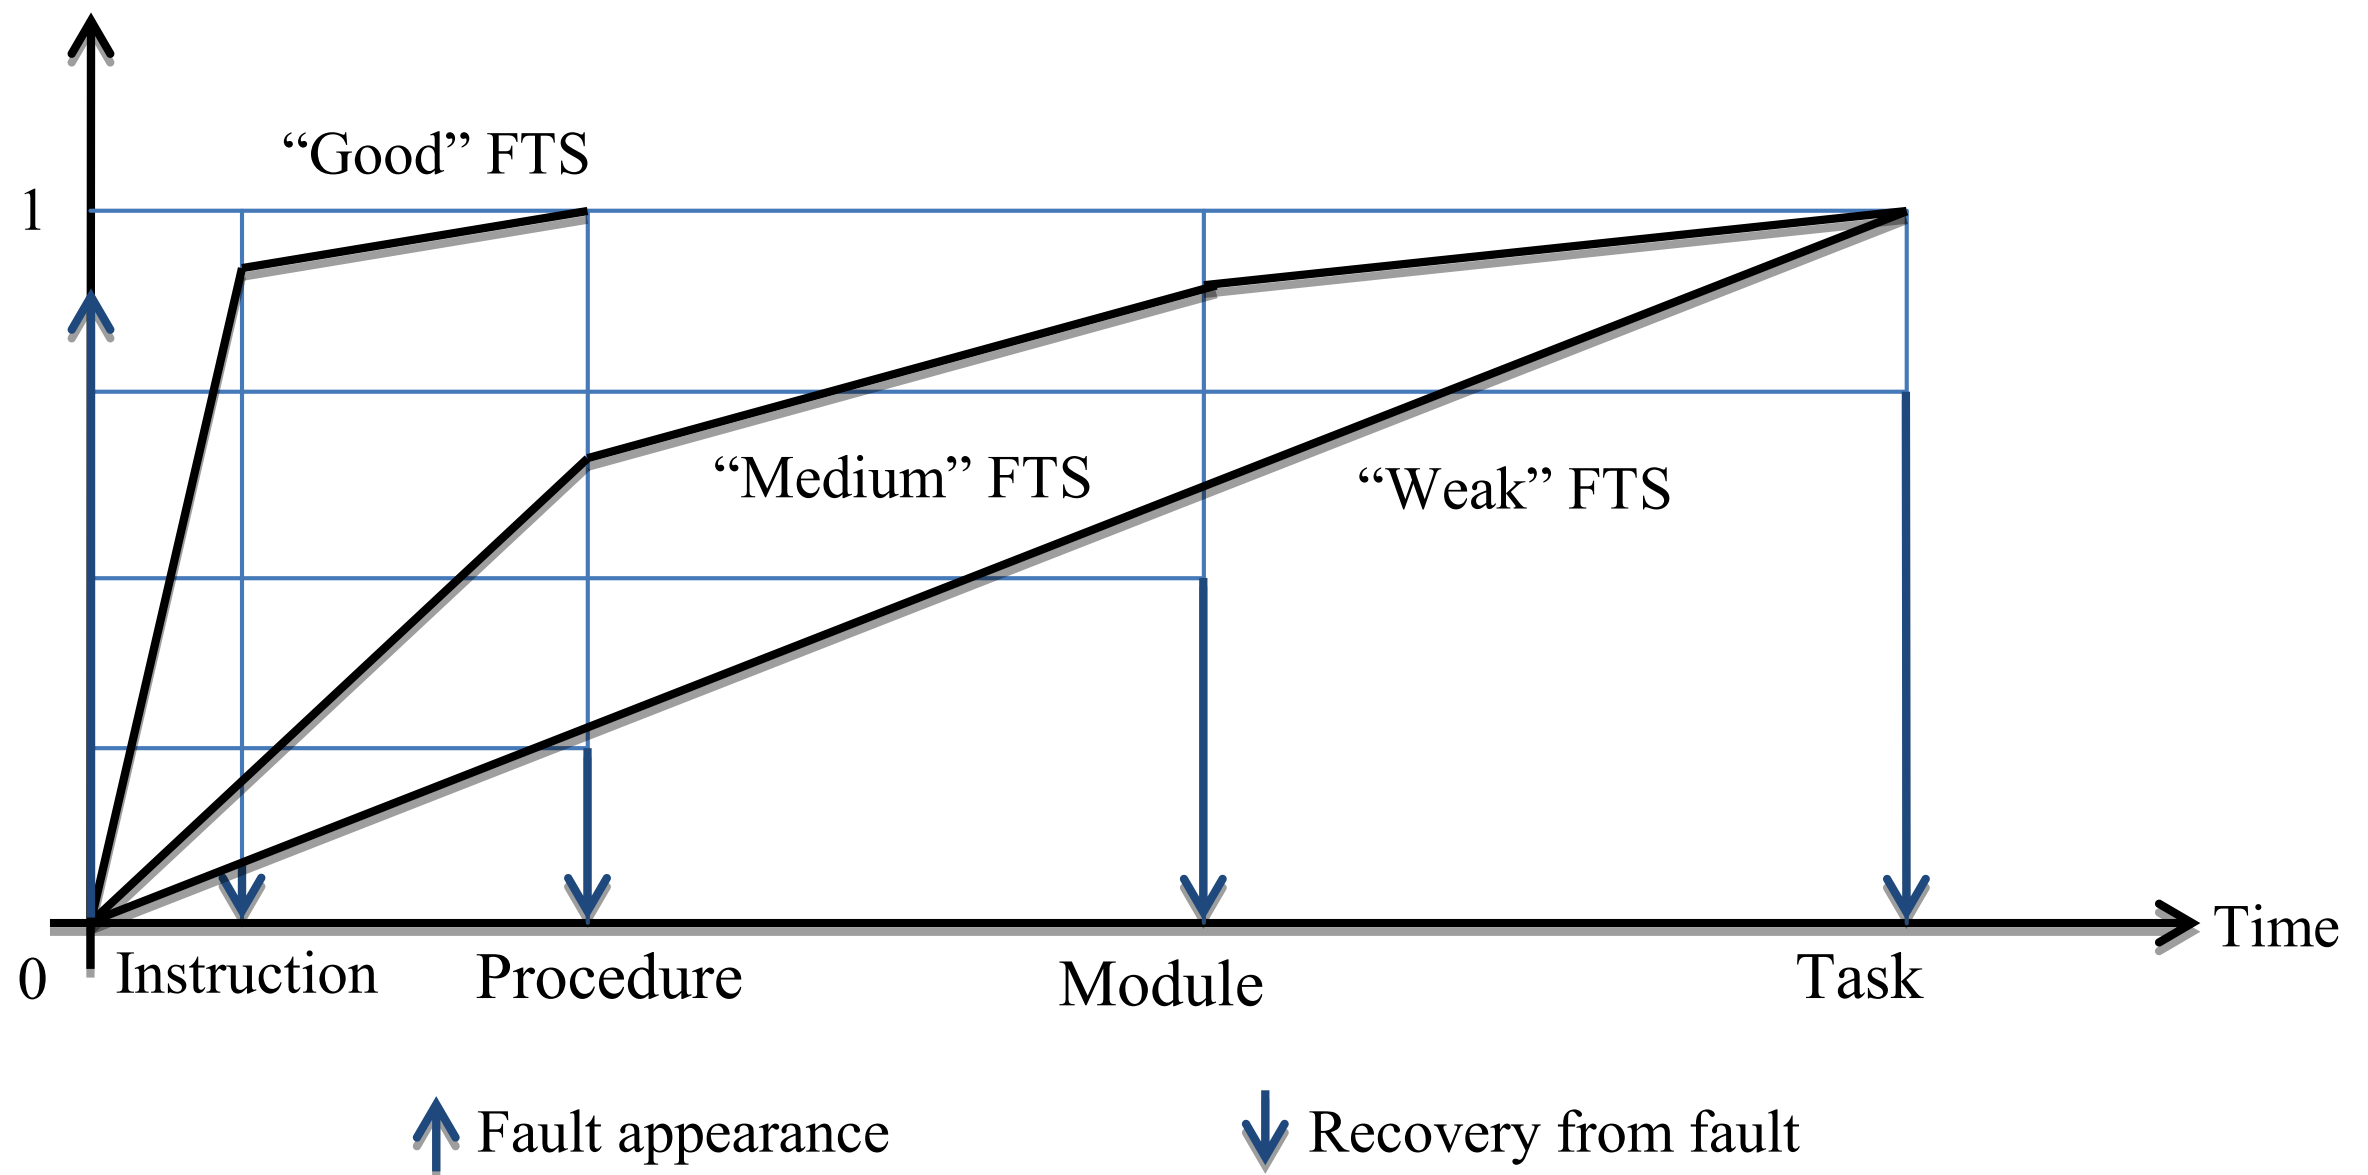 “Good” FTS
1
“Medium” FTS
“Weak” FTS
Time
0
Instruction
Procedure
Module
Task
Fault appearance
Recovery from fault